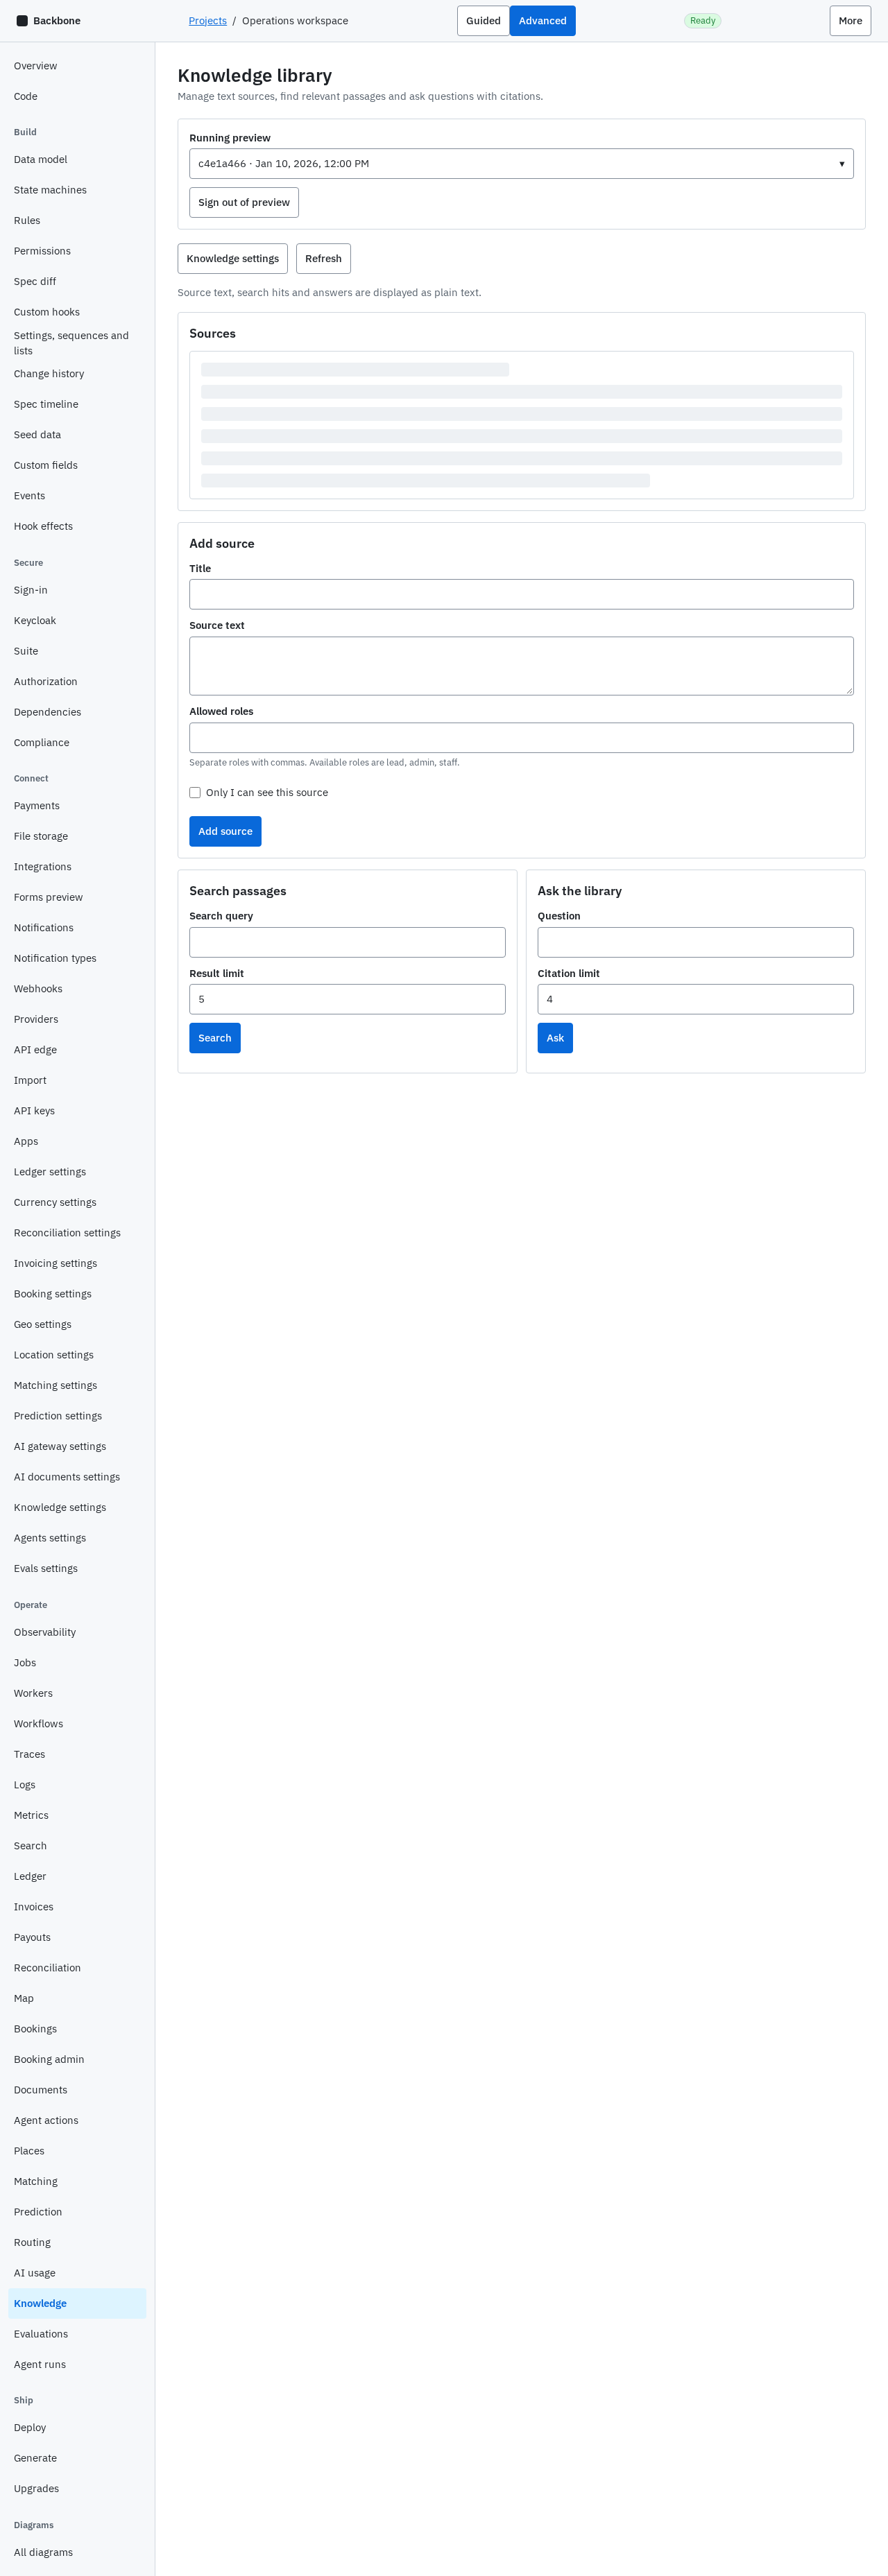 Backbone
Projects / Operations workspace
Guided
Advanced
Ready
More
Overview
Code
Build
Data model
State machines
Rules
Permissions
Spec diff
Custom hooks
Settings, sequences and
lists
Change history
Spec timeline
Seed data
Custom fields
Events
Hook effects
Secure
Sign-in
Keycloak
Suite
Authorization
Dependencies
Compliance
Connect
Payments
File storage
Integrations
Forms preview
Notifications
Notification types
Webhooks
Providers
API edge
Import
API keys
Apps
Ledger settings
Currency settings
Reconciliation settings
Invoicing settings
Booking settings
Geo settings
Location settings
Matching settings
Prediction settings
AI gateway settings
AI documents settings
Knowledge settings
Agents settings
Evals settings
Operate
Observability
Jobs
Workers
Workflows
Traces
Logs
Metrics
Search
Ledger
Invoices
Payouts
Reconciliation
Map
Bookings
Booking admin
Documents
Agent actions
Places
Matching
Prediction
Routing
AI usage
Knowledge
Evaluations
Agent runs
Ship
Deploy
Generate
Upgrades
Diagrams
All diagrams
Knowledge library
Manage text sources, find relevant passages and ask questions with citations.
Running preview
c4e1a466 · Jan 10, 2026, 12:00 PM
Sign out of preview
Knowledge settings
Refresh
Source text, search hits and answers are displayed as plain text.
Sources
Add source
Title
Source text
Allowed roles
Separate roles with commas. Available roles are lead, admin, staff.
Only I can see this source
Add source
Search passages
Search query
Result limit
5
Search
Ask the library
Question
Citation limit
4
Ask